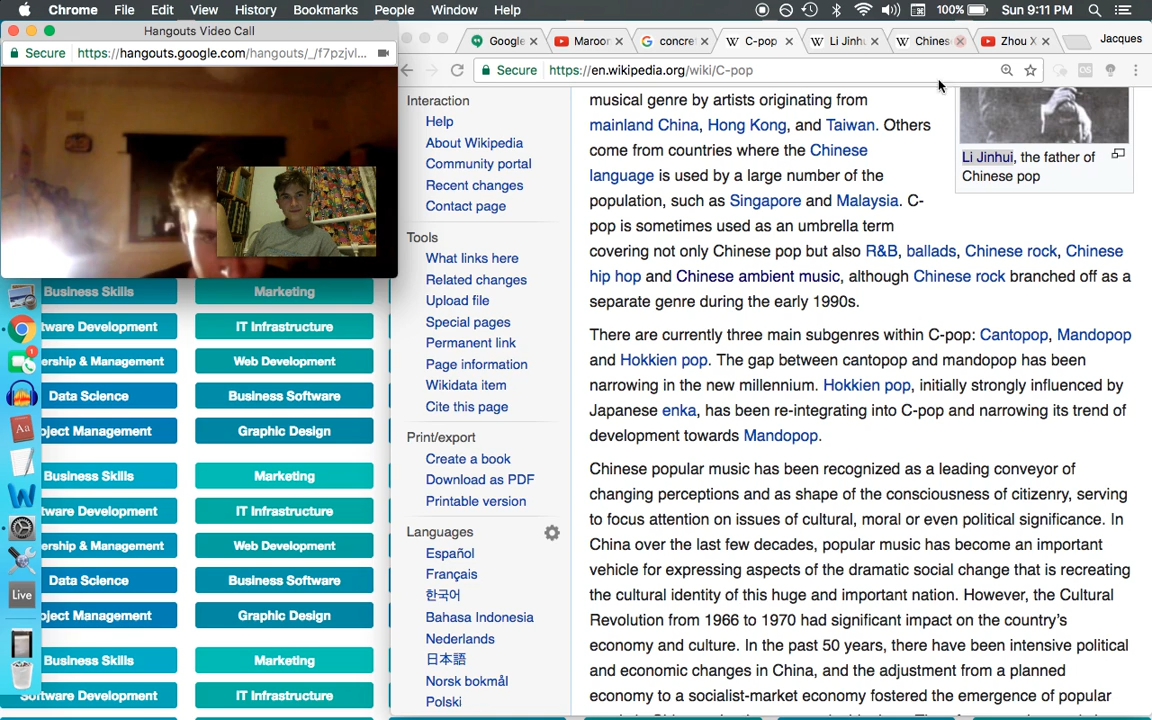 Chrome File Edit View History Bookmarks People Window Help 100% Sun 9:11 PM
Hangouts Video Call
Secure https://hangouts.google.com/hangouts/_/f7pzjvl...
Google Maroon concre C-pop Li Jinhu Chines Zhou X Jacques
Secure https://en.wikipedia.org/wiki/C-pop
Interaction
Help
About Wikipedia
Community portal
Recent changes
Contact page
Tools
What links here
Related changes
Upload file
Special pages
Permanent link
Page information
Wikidata item
Cite this page
Print/export
Create a book
Download as PDF
Printable version
Languages
Español
Français
한국어
Bahasa Indonesia
Nederlands
日本語
Norsk bokmål
Polski
musical genre by artists originating from
mainland China, Hong Kong, and Taiwan. Others
come from countries where the Chinese
language is used by a large number of the
population, such as Singapore and Malaysia. C-
pop is sometimes used as an umbrella term
covering not only Chinese pop but also R&B, ballads, Chinese rock, Chinese
hip hop and Chinese ambient music, although Chinese rock branched off as a
separate genre during the early 1990s.
There are currently three main subgenres within C-pop: Cantopop, Mandopop
and Hokkien pop. The gap between cantopop and mandopop has been
narrowing in the new millennium. Hokkien pop, initially strongly influenced by
Japanese enka, has been re-integrating into C-pop and narrowing its trend of
development towards Mandopop.
Chinese popular music has been recognized as a leading conveyor of
changing perceptions and as shape of the consciousness of citizenry, serving
to focus attention on issues of cultural, moral or even political significance. In
China over the last few decades, popular music has become an important
vehicle for expressing aspects of the dramatic social change that is recreating
the cultural identity of this huge and important nation. However, the Cultural
Revolution from 1966 to 1970 had significant impact on the country's
economy and culture. In the past 50 years, there have been intensive political
and economic changes in China, and the adjustment from a planned
economy to a socialist-market economy fostered the emergence of popular
Li Jinhui, the father of
Chinese pop
Business Skills Marketing
tware Development IT Infrastructure
ership & Management Web Development
Data Science Business Software
oject Management Graphic Design
Business Skills Marketing
tware Development IT Infrastructure
ership & Management Web Development
Data Science Business Software
oject Management Graphic Design
Business Skills Marketing
Software Development IT Infrastructure
1
Aa
W
Live